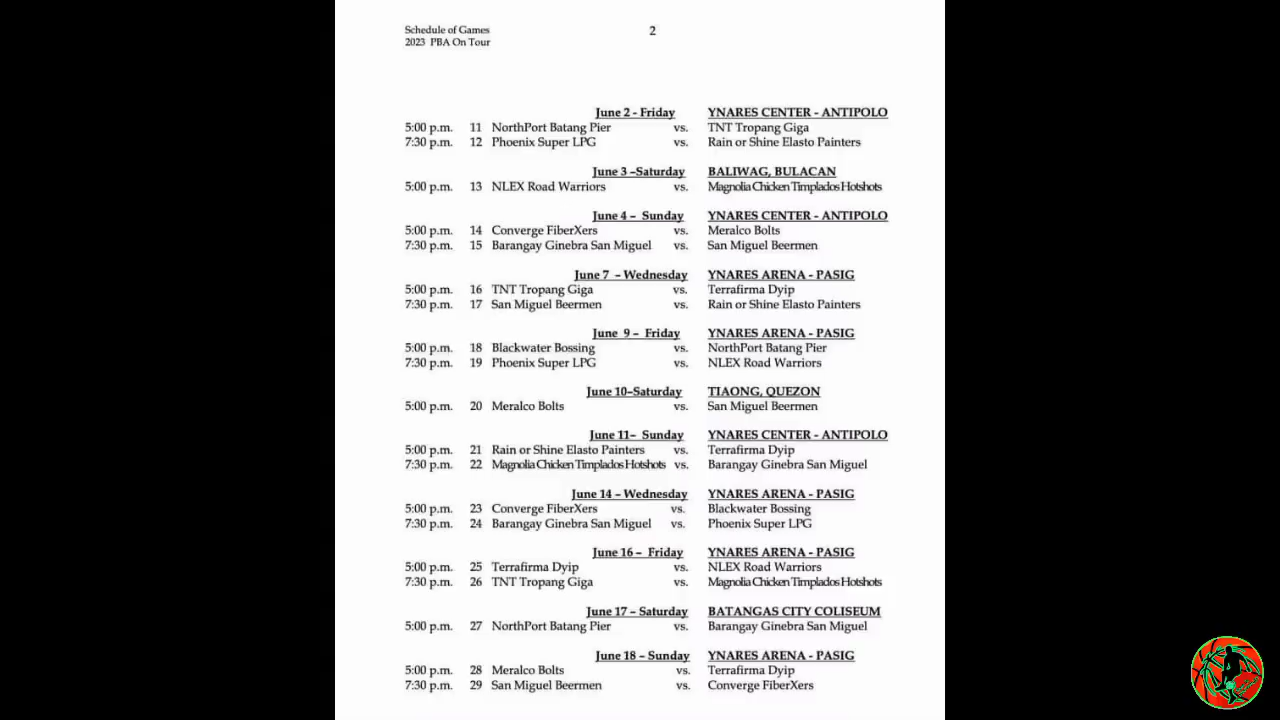 Schedule of Games 2
2023 PBA On Tour
June 2 - Friday YNARES CENTER - ANTIPOLO
5:00 p.m. 11 NorthPort Batang Pier vs. TNT Tropang Giga
7:30 p.m. 12 Phoenix Super LPG vs. Rain or Shine Elasto Painters
June 3 –Saturday BALIWAG, BULACAN
5:00 p.m. 13 NLEX Road Warriors vs. Magnolia Chicken Timplados Hotshots
June 4 – Sunday YNARES CENTER - ANTIPOLO
5:00 p.m. 14 Converge FiberXers vs. Meralco Bolts
7:30 p.m. 15 Barangay Ginebra San Miguel vs. San Miguel Beermen
June 7 – Wednesday YNARES ARENA - PASIG
5:00 p.m. 16 TNT Tropang Giga vs. Terrafirma Dyip
7:30 p.m. 17 San Miguel Beermen vs. Rain or Shine Elasto Painters
June 9 – Friday YNARES ARENA - PASIG
5:00 p.m. 18 Blackwater Bossing vs. NorthPort Batang Pier
7:30 p.m. 19 Phoenix Super LPG vs. NLEX Road Warriors
June 10–Saturday TIAONG, QUEZON
5:00 p.m. 20 Meralco Bolts vs. San Miguel Beermen
June 11– Sunday YNARES CENTER - ANTIPOLO
5:00 p.m. 21 Rain or Shine Elasto Painters vs. Terrafirma Dyip
7:30 p.m. 22 Magnolia Chicken Timplados Hotshots vs. Barangay Ginebra San Miguel
June 14 – Wednesday YNARES ARENA - PASIG
5:00 p.m. 23 Converge FiberXers vs. Blackwater Bossing
7:30 p.m. 24 Barangay Ginebra San Miguel vs. Phoenix Super LPG
June 16 – Friday YNARES ARENA - PASIG
5:00 p.m. 25 Terrafirma Dyip vs. NLEX Road Warriors
7:30 p.m. 26 TNT Tropang Giga vs. Magnolia Chicken Timplados Hotshots
June 17 – Saturday BATANGAS CITY COLISEUM
5:00 p.m. 27 NorthPort Batang Pier vs. Barangay Ginebra San Miguel
June 18 – Sunday YNARES ARENA - PASIG
5:00 p.m. 28 Meralco Bolts vs. Terrafirma Dyip
7:30 p.m. 29 San Miguel Beermen vs. Converge FiberXers